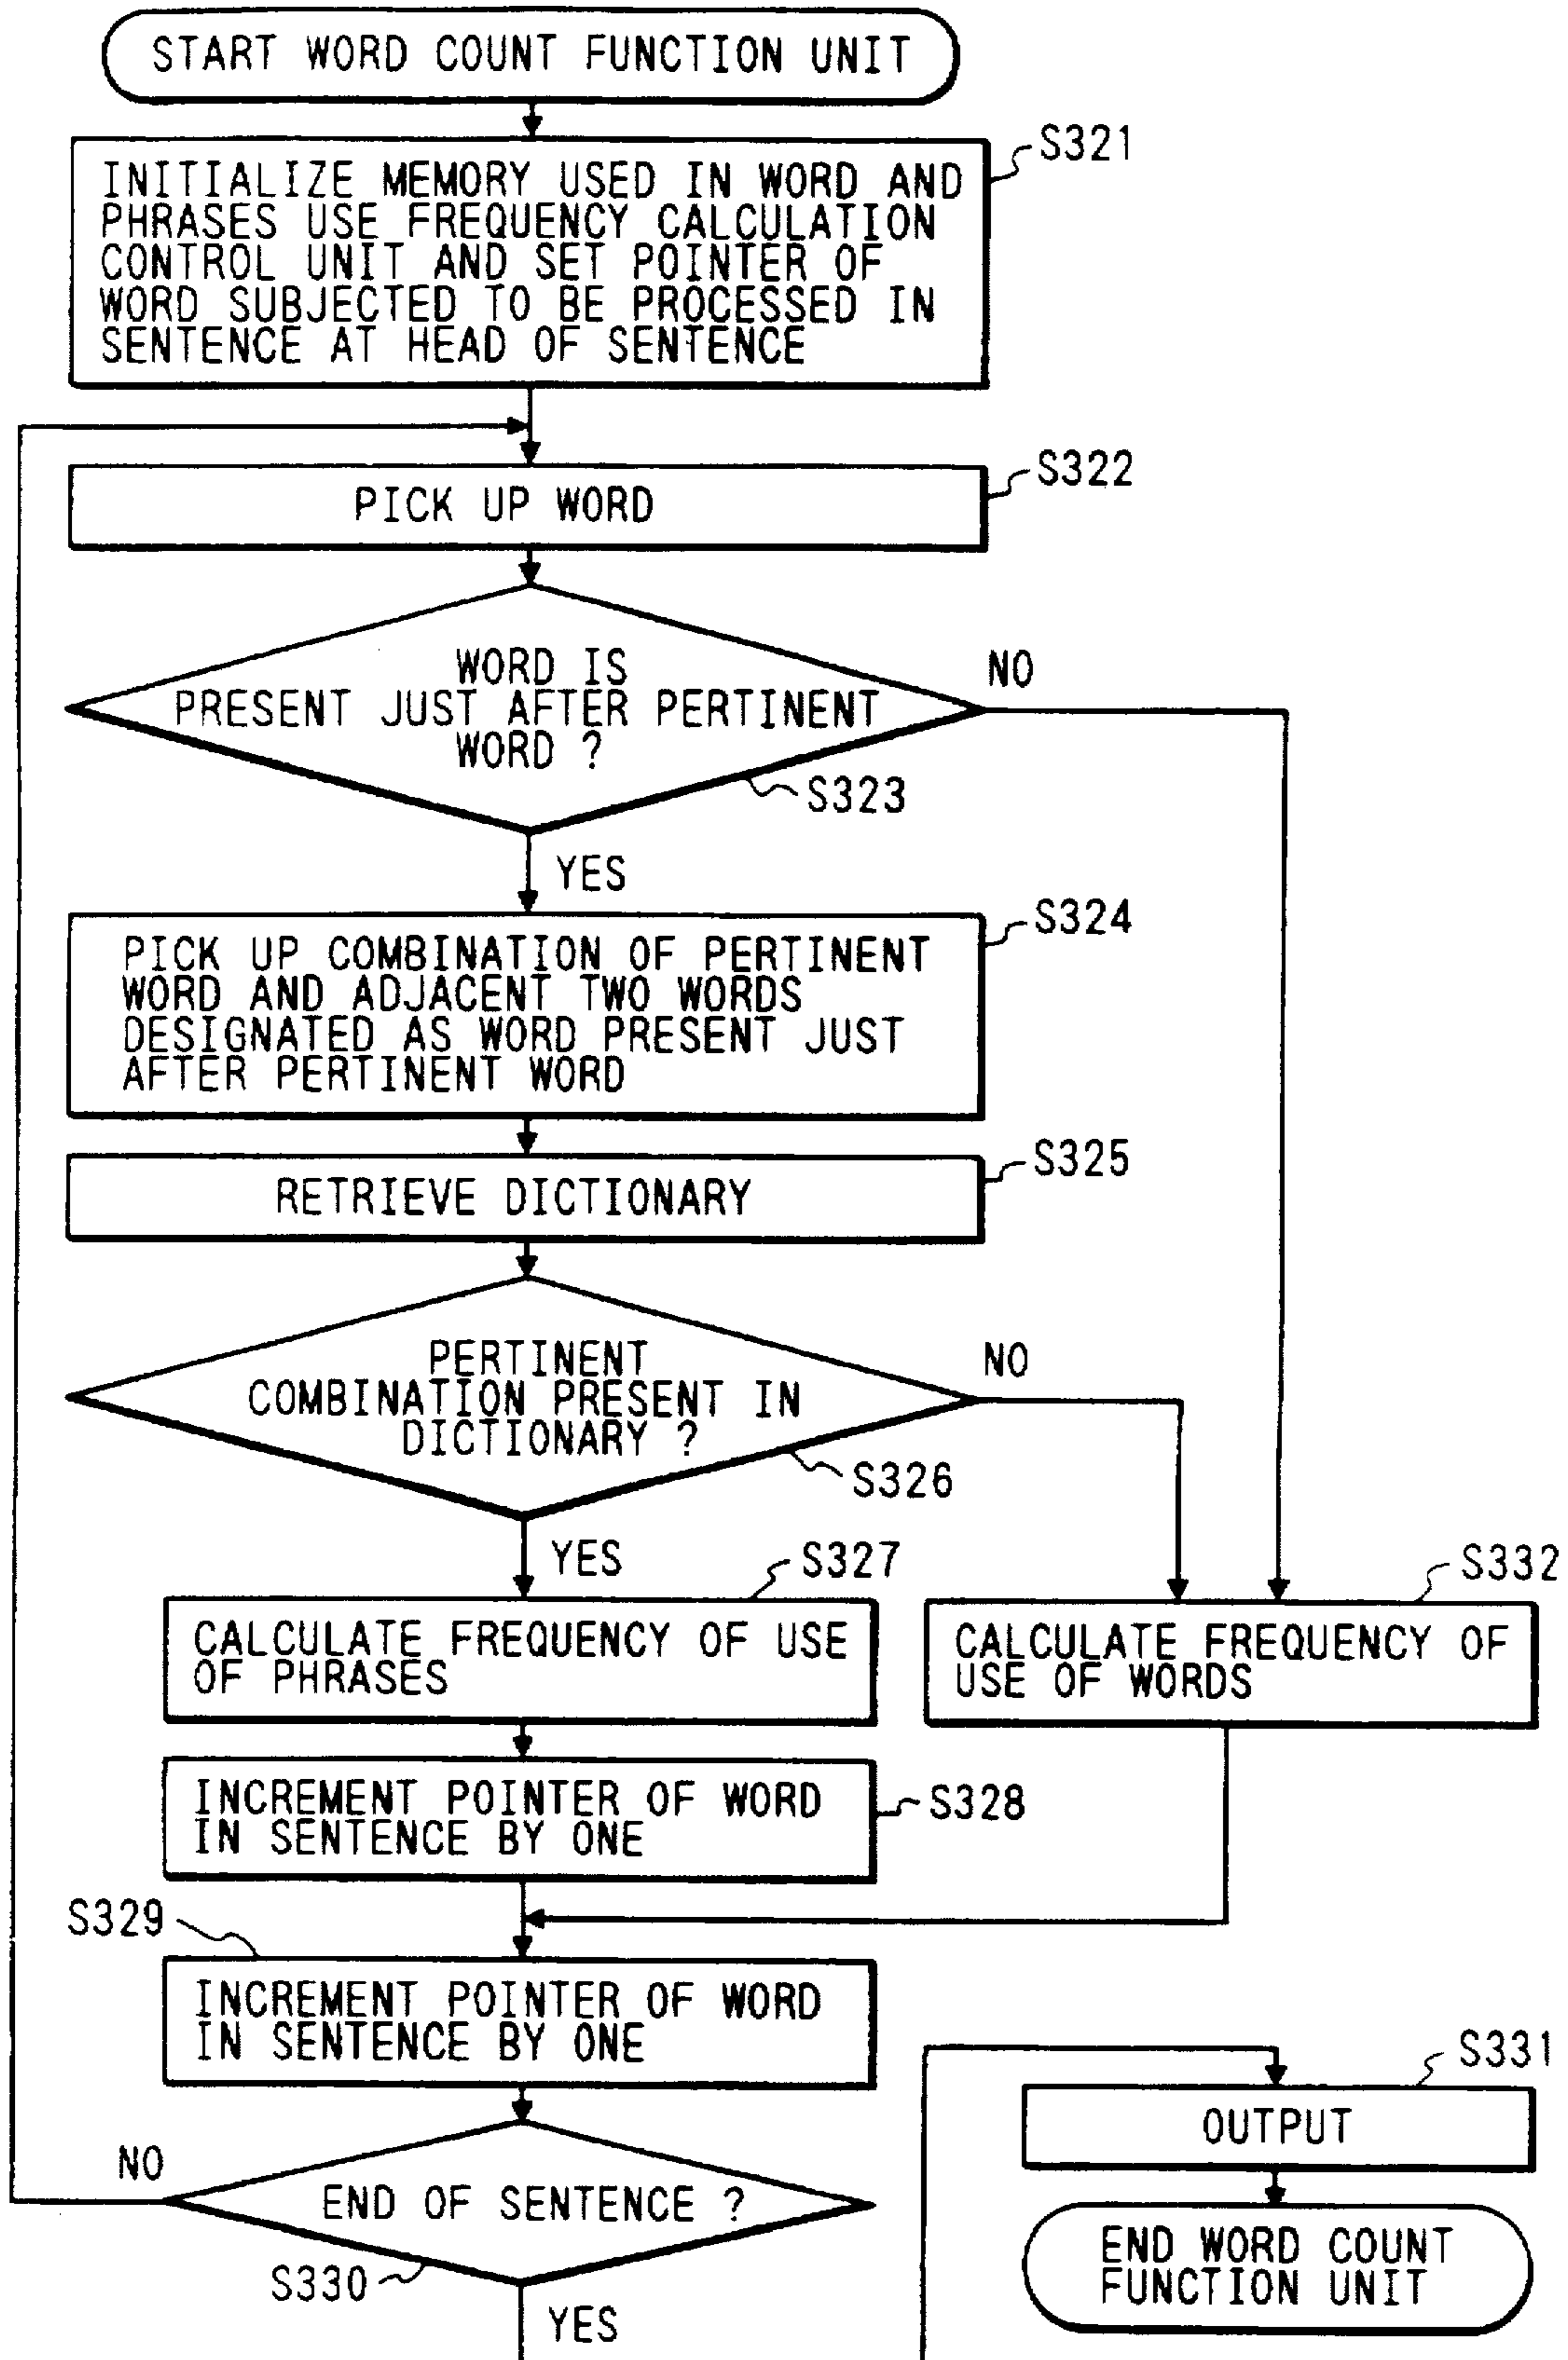 START WORD COUNT FUNCTION UNIT
S321
INITIALIZE MEMORY USED IN WORD AND
PHRASES USE FREQUENCY CALCULATION
CONTROL UNIT AND SET POINTER OF
WORD SUBJECTED TO BE PROCESSED IN
SENTENCE AT HEAD OF SENTENCE
S322
PICK UP WORD
WORD IS
PRESENT JUST AFTER PERTINENT
WORD ?
NO
S323
YES
S324
PICK UP COMBINATION OF PERTINENT
WORD AND ADJACENT TWO WORDS
DESIGNATED AS WORD PRESENT JUST
AFTER PERTINENT WORD
S325
RETRIEVE DICTIONARY
PERTINENT
COMBINATION PRESENT IN
DICTIONARY ?
NO
S326
YES
S327
CALCULATE FREQUENCY OF USE
OF PHRASES
S332
CALCULATE FREQUENCY OF
USE OF WORDS
INCREMENT POINTER OF WORD
IN SENTENCE BY ONE
S328
S329
INCREMENT POINTER OF WORD
IN SENTENCE BY ONE
NO
END OF SENTENCE ?
S330
YES
S331
OUTPUT
END WORD COUNT
FUNCTION UNIT